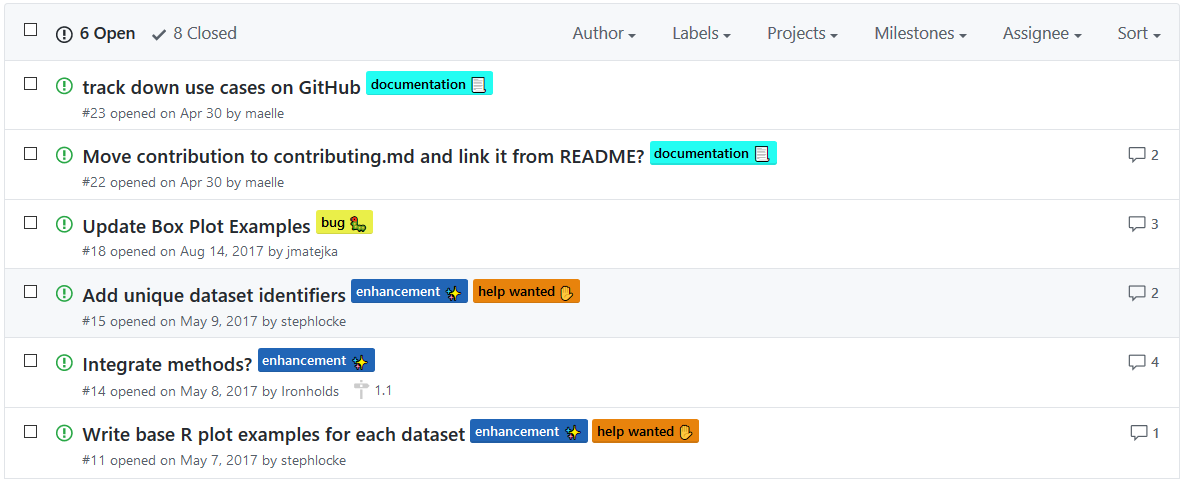 6 Open 8 Closed Author Labels Projects Milestones Assignee Sort
track down use cases on GitHub documentation
#23 opened on Apr 30 by maelle
Move contribution to contributing.md and link it from README? documentation 2
#22 opened on Apr 30 by maelle
Update Box Plot Examples bug 3
#18 opened on Aug 14, 2017 by jmatejka
Add unique dataset identifiers enhancement help wanted 2
#15 opened on May 9, 2017 by stephlocke
Integrate methods? enhancement 4
#14 opened on May 8, 2017 by Ironholds 1.1
Write base R plot examples for each dataset enhancement help wanted 1
#11 opened on May 7, 2017 by stephlocke